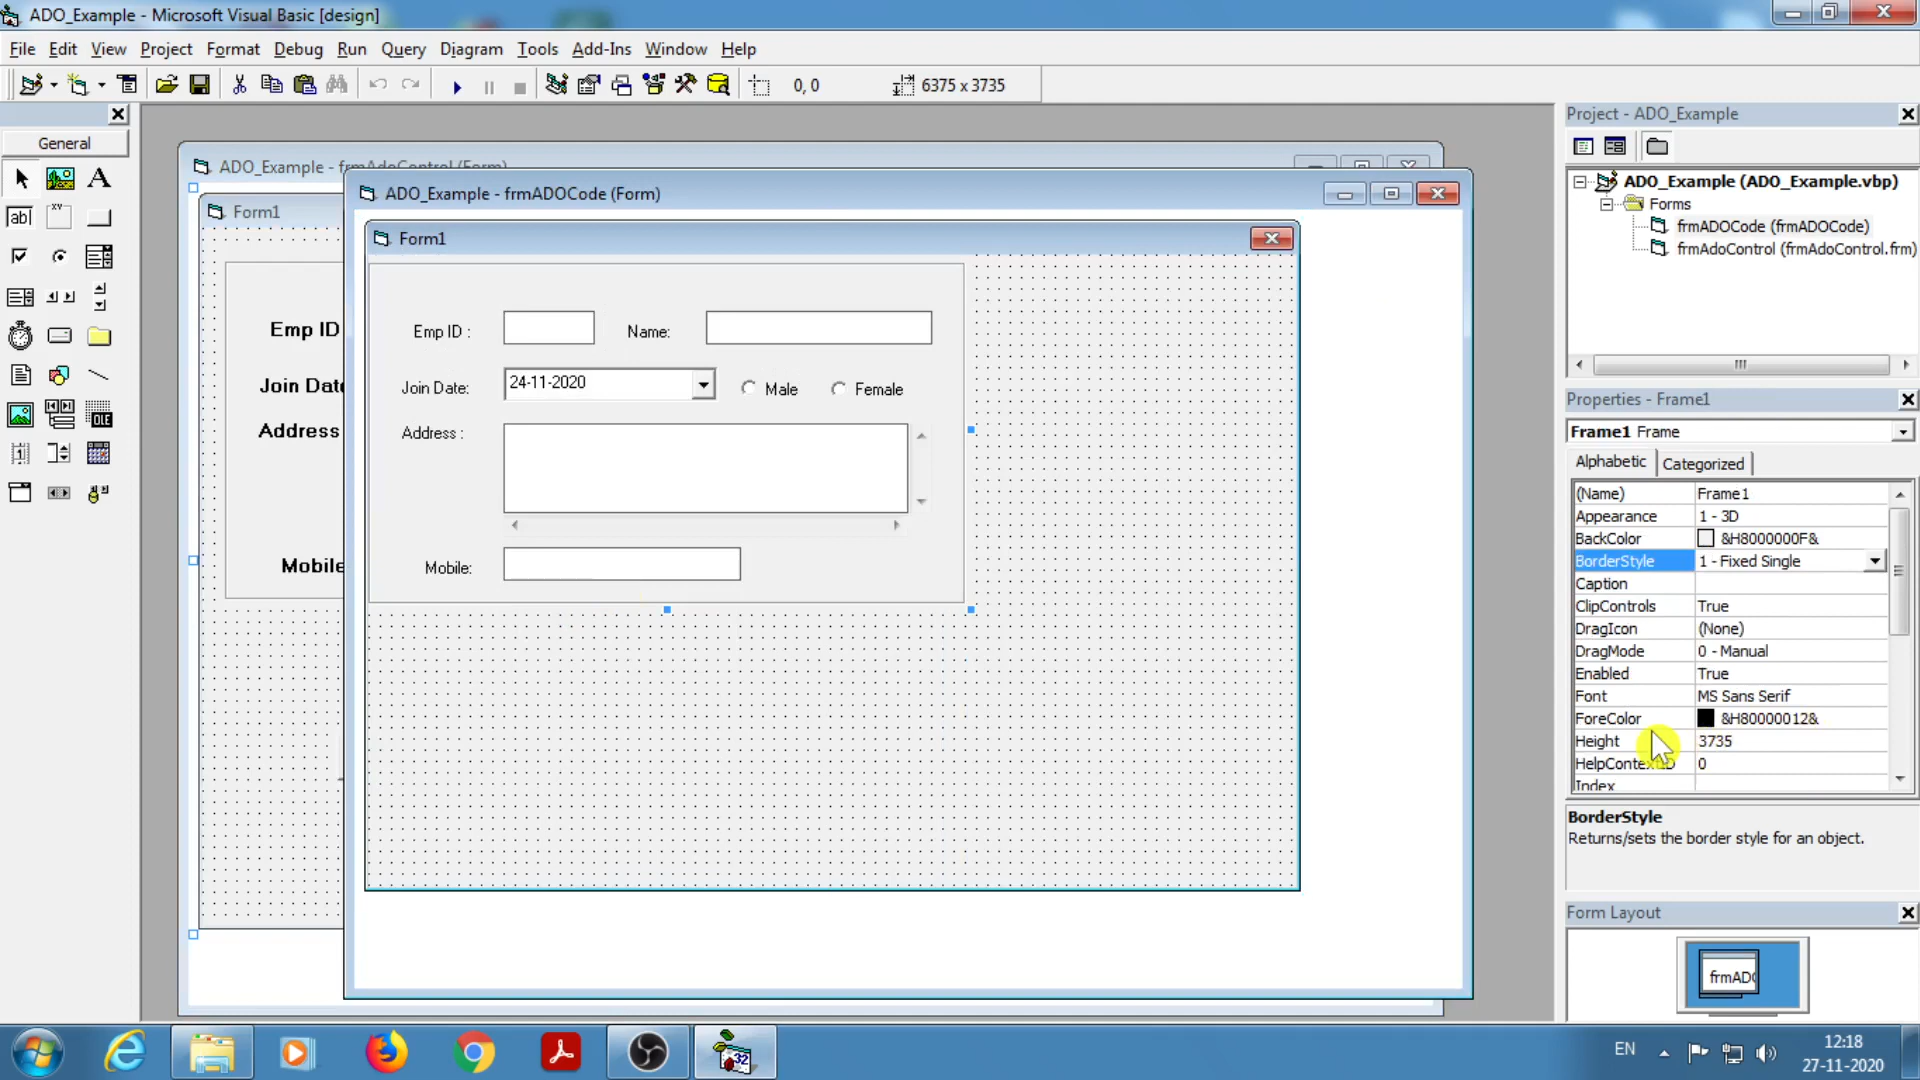 ADO_Example - Microsoft Visual Basic [design]
File Edit View Project Format Debug Run Query Diagram Tools Add-Ins Window Help
0, 0
6375 x 3735
General
ADO_Example - frmAdoControl (Form)
Form1
Emp ID
Join Date
Address
Mobile
ADO_Example - frmADOCode (Form)
Form1
Emp ID :
Name:
Join Date:
24-11-2020
Male
Female
Address :
Mobile:
Project - ADO_Example
ADO_Example (ADO_Example.vbp)
Forms
frmADOCode (frmADOCode)
frmAdoControl (frmAdoControl.frm)
Properties - Frame1
Frame1 Frame
Alphabetic Categorized
(Name) Frame1
Appearance 1 - 3D
BackColor &H8000000F&
BorderStyle 1 - Fixed Single
Caption
ClipControls True
DragIcon (None)
DragMode 0 - Manual
Enabled True
Font MS Sans Serif
ForeColor &H80000012&
Height 3735
0
Index
BorderStyle
Returns/sets the border style for an object.
Form Layout
frmADO
EN
12:18
27-11-2020